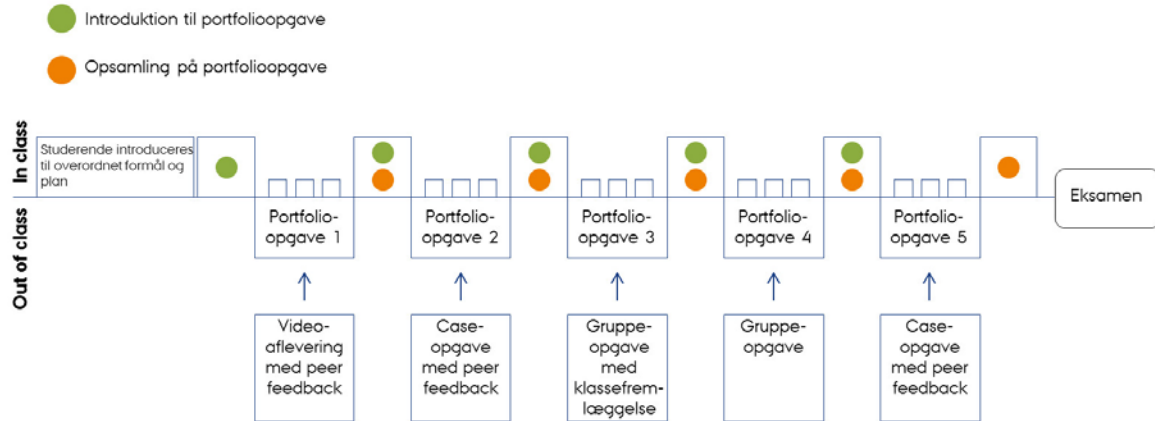 Introduktion til portfolioopgave
Opsamling på portfolioopgave
In class
Studerende introduceres
til overordnet formål og
plan
Out of class
Portfolio-
opgave 1
Portfolio-
opgave 2
Portfolio-
opgave 3
Portfolio-
opgave 4
Portfolio-
opgave 5
Eksamen
Video-
aflevering
med peer
feedback
Case-
opgave
med peer
feedback
Gruppe-
opgave
med
klassefrem-
læggelse
Gruppe-
opgave
Case-
opgave
med peer
feedback